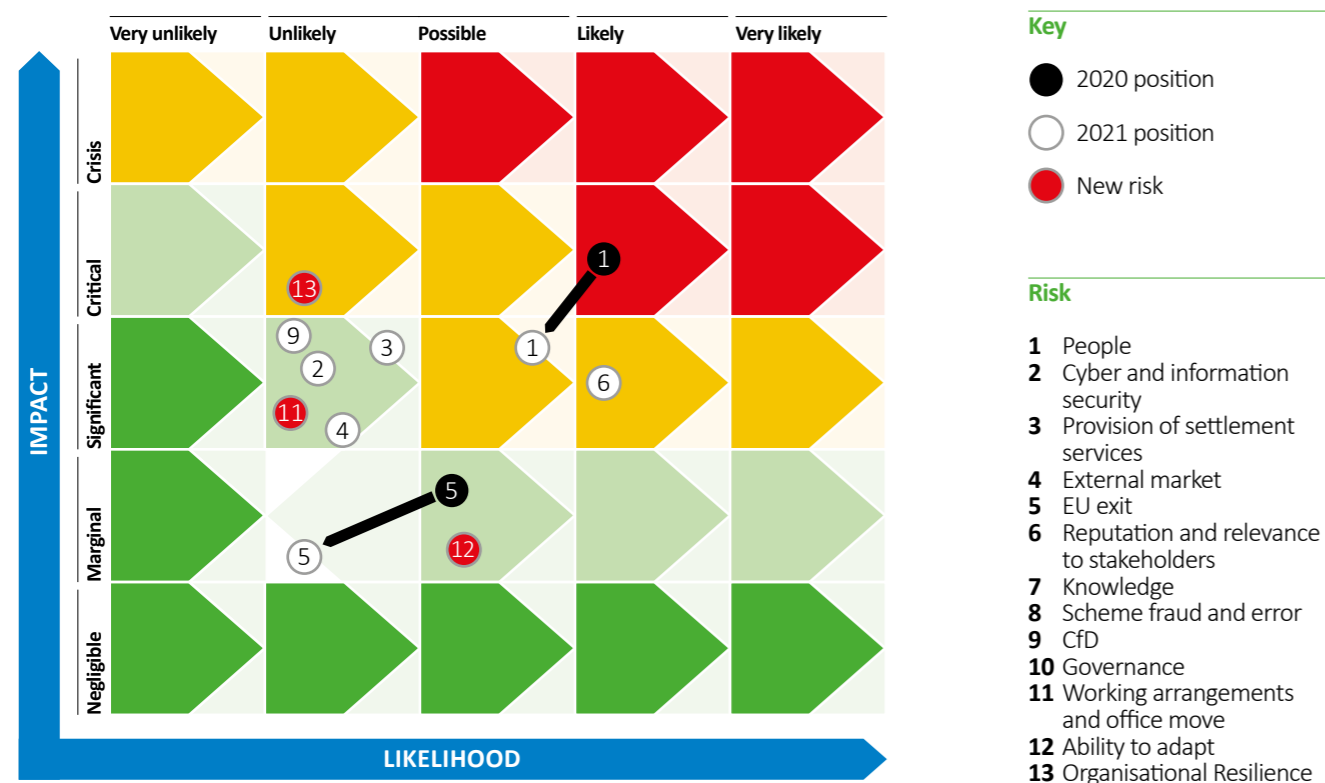 Very unlikely
Unlikely
Possible
Likely
Very likely
IMPACT
Crisis
Critical
Significant
Marginal
Negligible
1
13
9
3
1
2
6
11
4
5
12
5
LIKELIHOOD
Key
2020 position
2021 position
New risk
Risk
1 People
2 Cyber and information
security
3 Provision of settlement
services
4 External market
5 EU exit
6 Reputation and relevance
to stakeholders
7 Knowledge
8 Scheme fraud and error
9 CfD
10 Governance
11 Working arrangements
and office move
12 Ability to adapt
13 Organisational Resilience